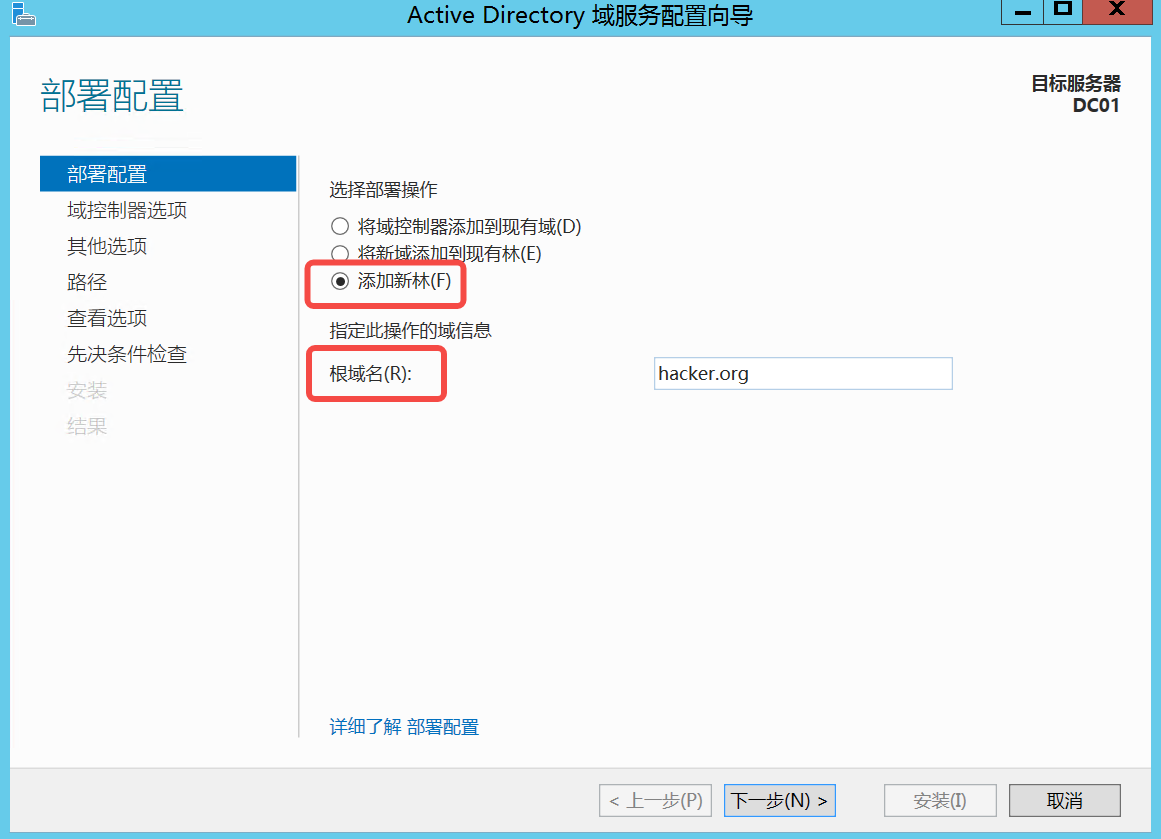 Active Directory 域服务配置向导
部署配置
目标服务器
DC01
部署配置
域控制器选项
其他选项
路径
查看选项
先决条件检查
安装
结果
选择部署操作
将域控制器添加到现有域(D)
将新域添加到现有林(E)
添加新林(F)
指定此操作的域信息
根域名(R):
hacker.org
详细了解 部署配置
< 上一步(P)
下一步(N) >
安装(I)
取消